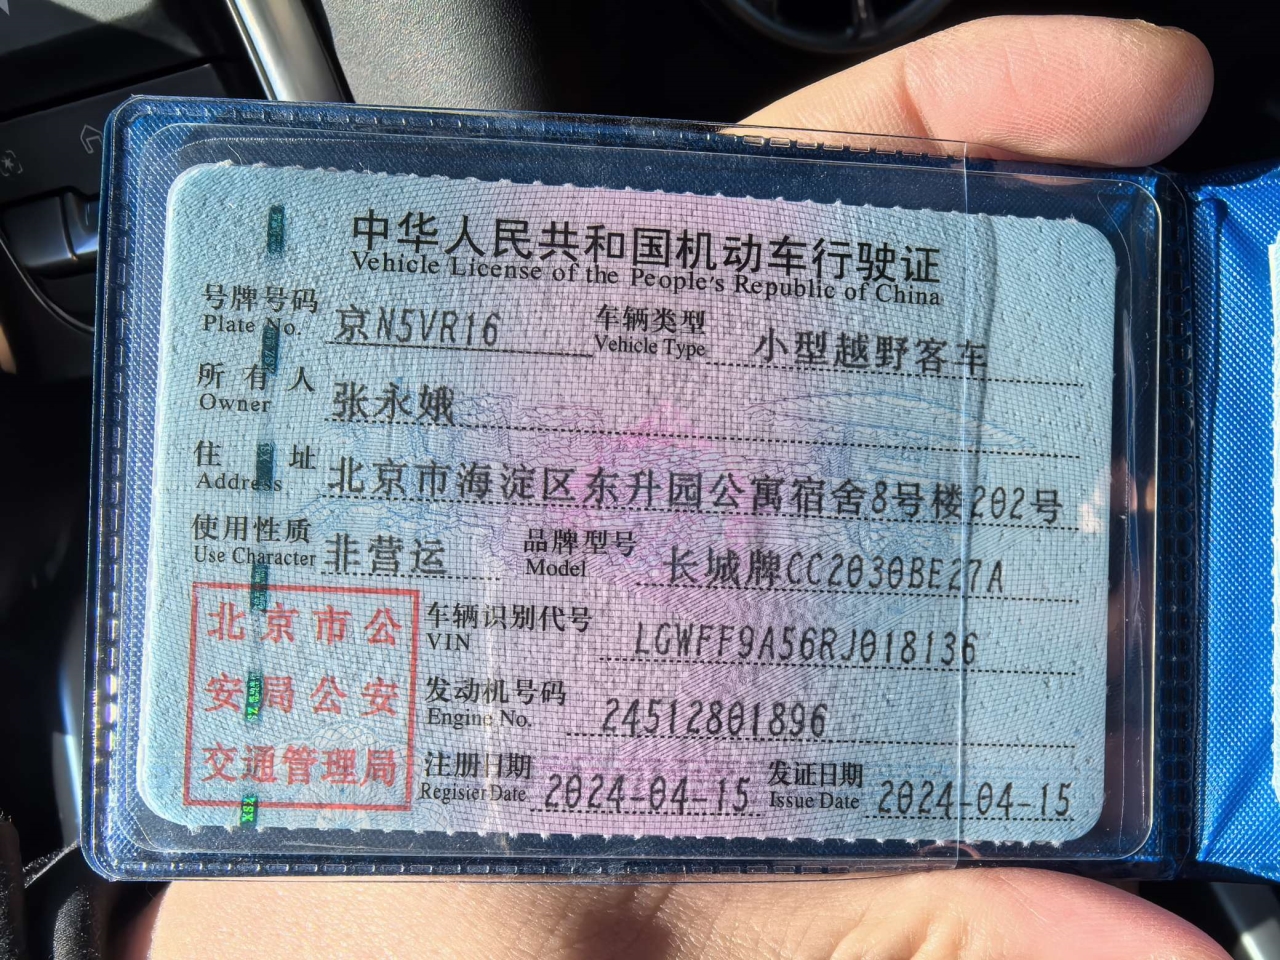 中华人民共和国机动车行驶证
Vehicle License of the People's Republic of China
号牌号码 京N5VR16 车辆类型 小型越野客车
Plate No. Vehicle Type
所有人 张永娥
Owner
住址 北京市海淀区东升园公寓宿舍8号楼202号
Address
使用性质 非营运 品牌型号 长城牌CC2030BE27A
Use Character Model
北京市公
安局公安
交通管理局
车辆识别代号 LGWFF9A56RJ018136
VIN
发动机号码 24512801896
Engine No.
注册日期 2024-04-15 发证日期 2024-04-15
Register Date Issue Date